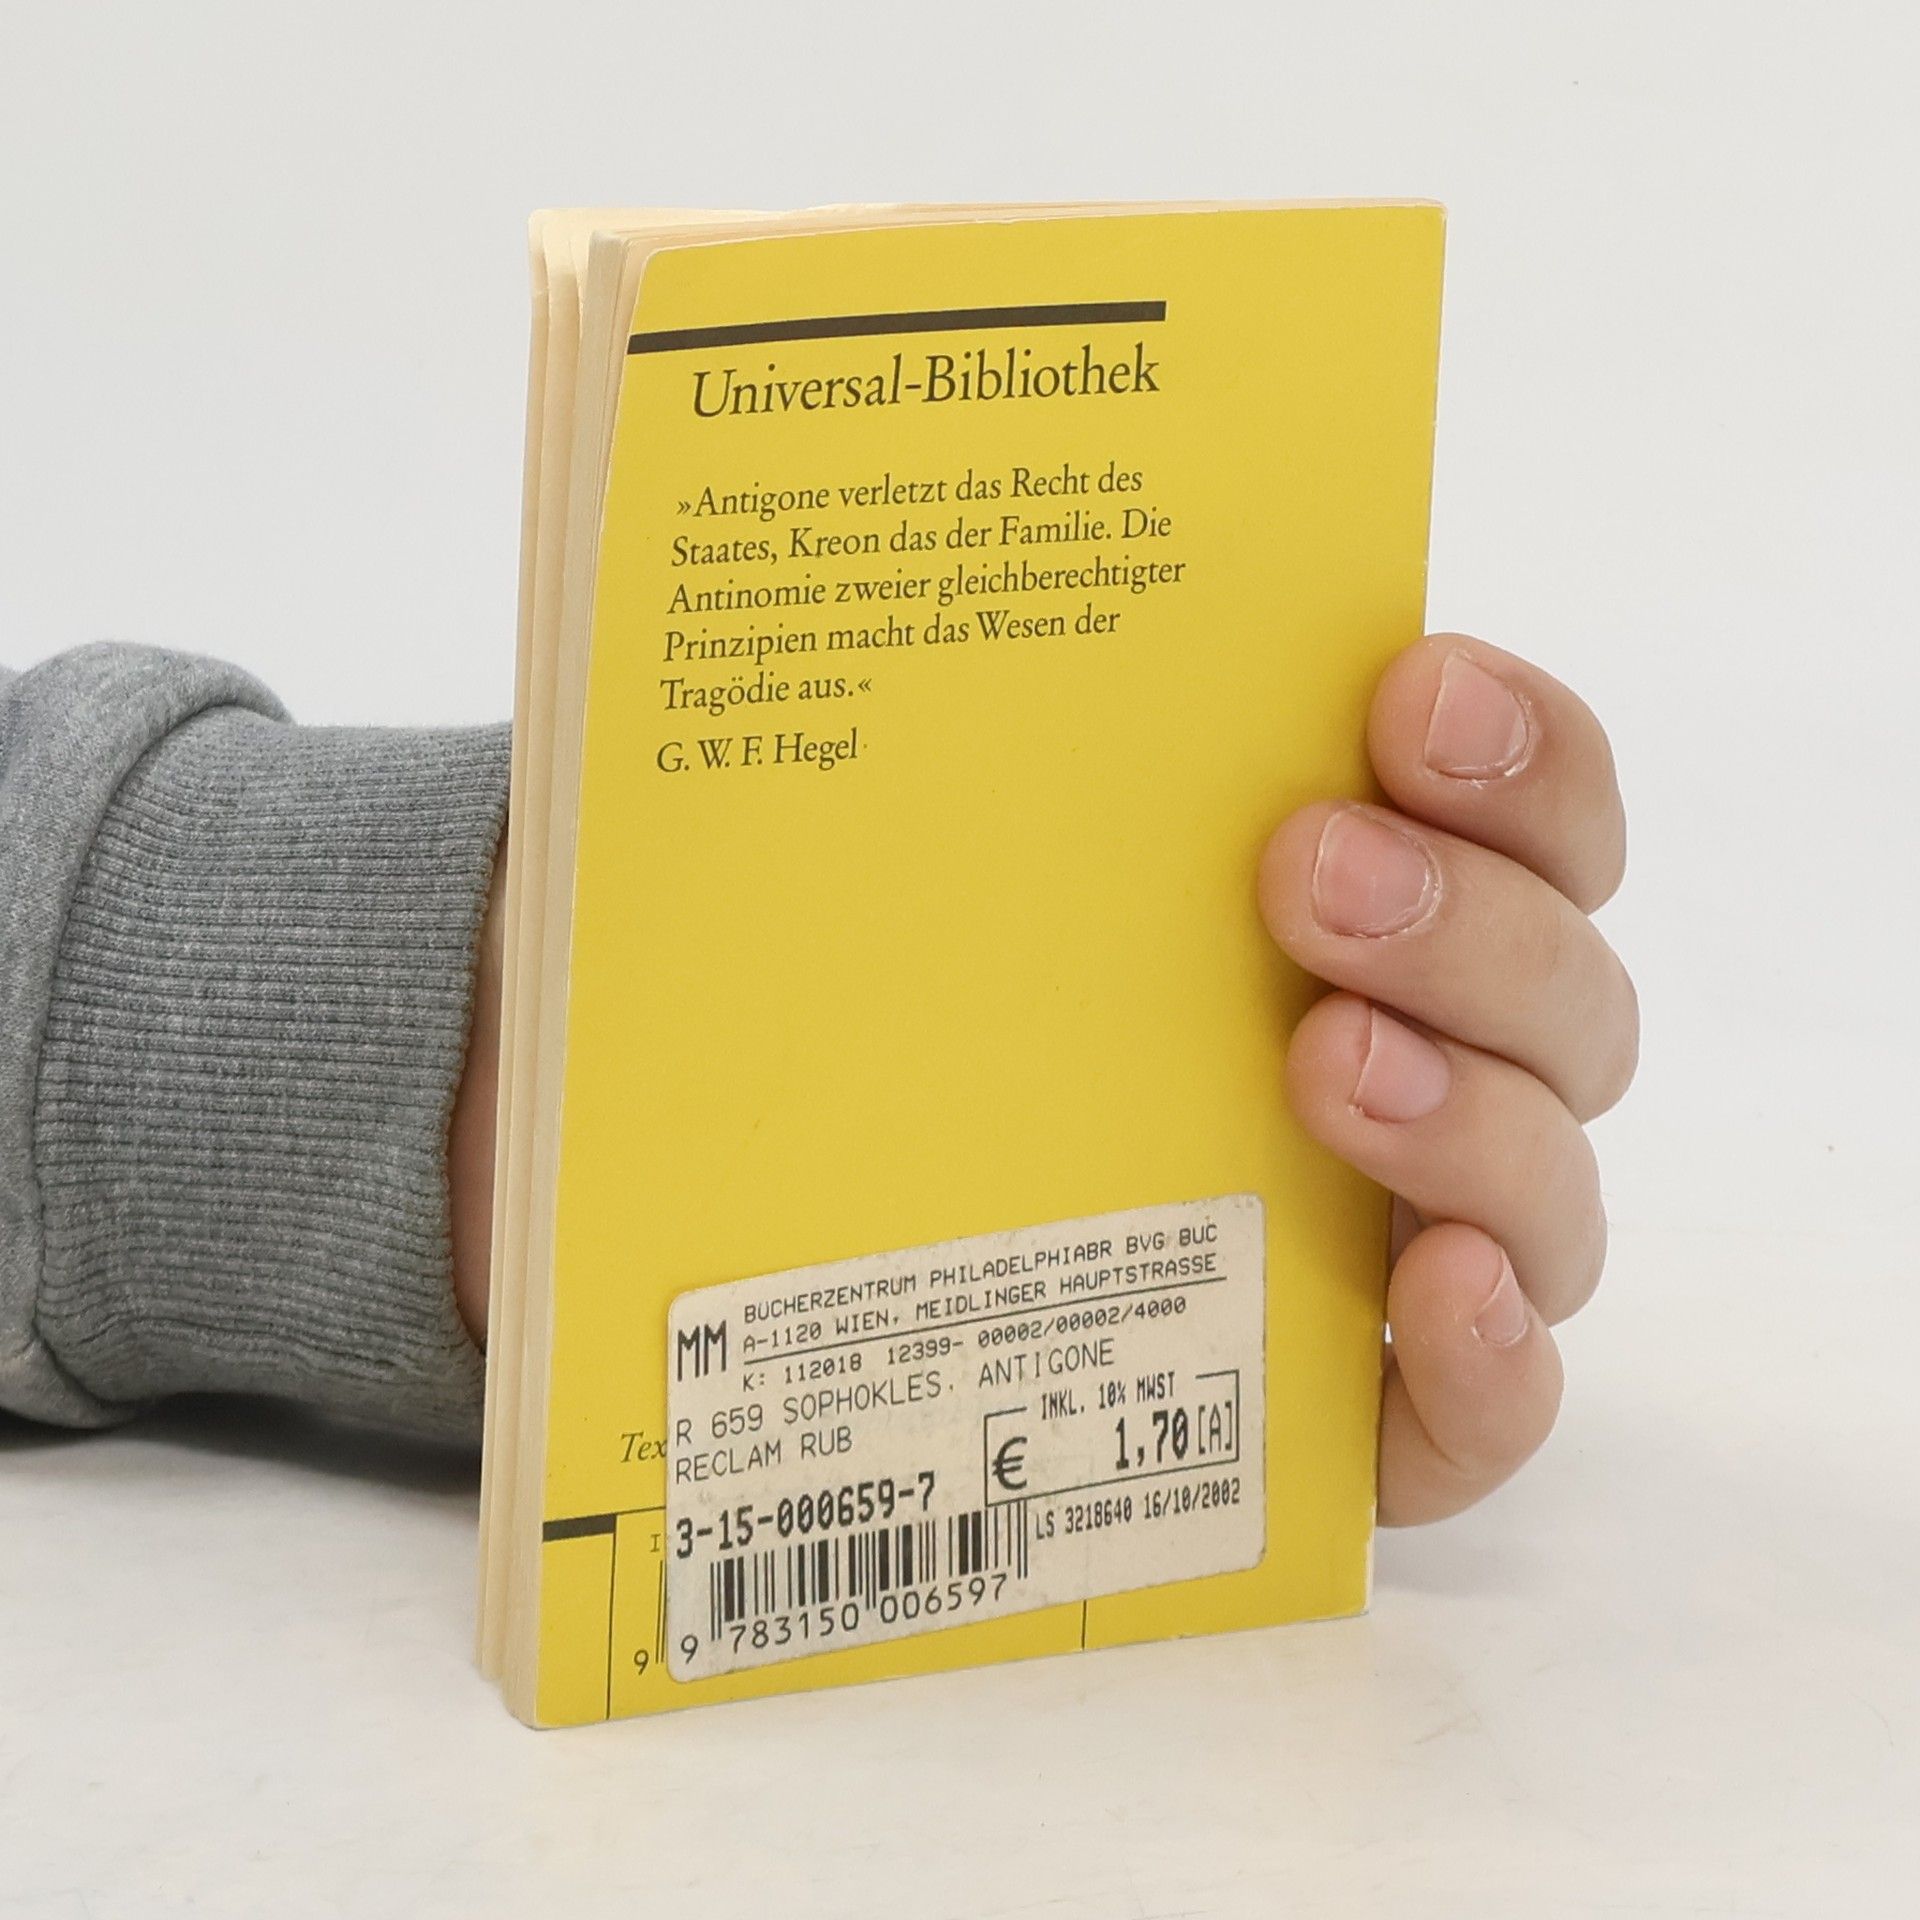 Universal-Bibliothek
»Antigone verletzt das Recht des
Staates, Kreon das der Familie. Die
Antinomie zweier gleichberechtigter
Prinzipien macht das Wesen der
Tragödie aus.«
G. W. F. Hegel
Tex
MM
BUCHERZENTRUM PHILADELPHIABR BVG BUC
A-1120 WIEN, MEIDLINGER HAUPTSTRASSE
K: 112018 12399- 00002/00002/4000
R 659 SOPHOKLES. ANTIGONE
RECLAM RUB
INKL. 10% MWST
€ 1,70[A]
3-15-000659-7
LS 3218640 16/10/2002
I
9
9 783150 006597